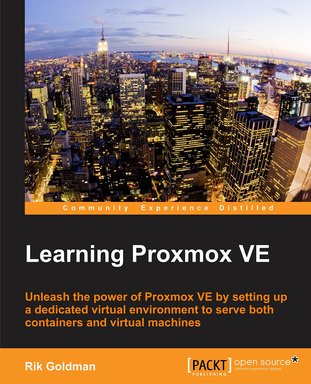 Community Experience Distilled
Learning Proxmox VE
Unleash the power of Proxmox VE by setting up
a dedicated virtual environment to serve both
containers and virtual machines
Rik Goldman
[PACKT] open source*
PUBLISHING